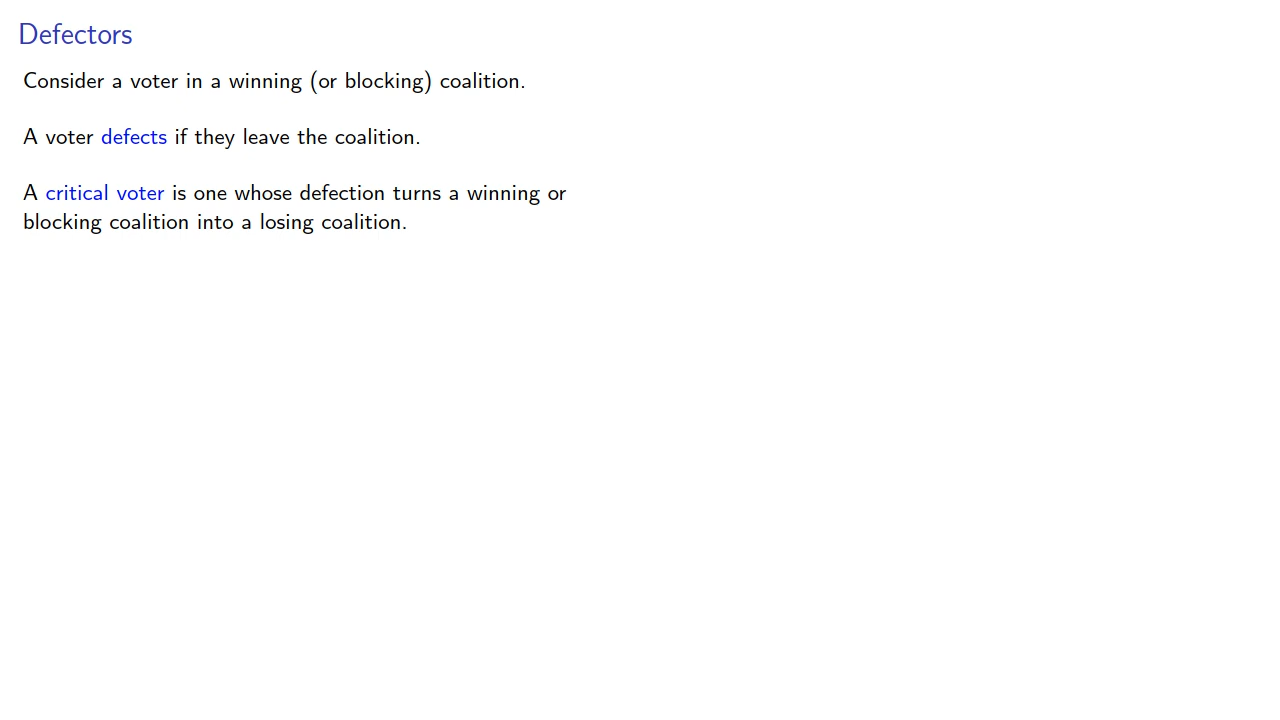 Defectors
Consider a voter in a winning (or blocking) coalition.
A voter defects if they leave the coalition.
A critical voter is one whose defection turns a winning or
blocking coalition into a losing coalition.